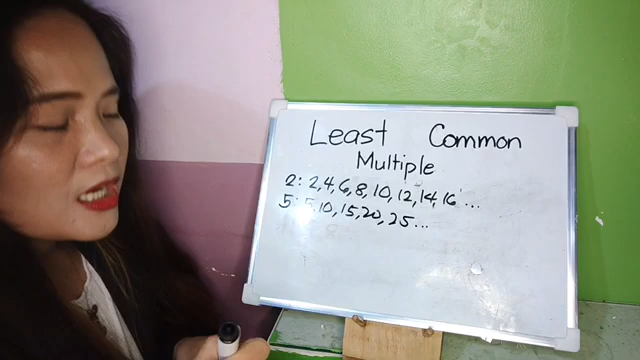 Least Common
Multiple
2: 2, 4, 6, 8, 10, 12, 14, 16 ...
5: 5, 10, 15, 20, 25 ...